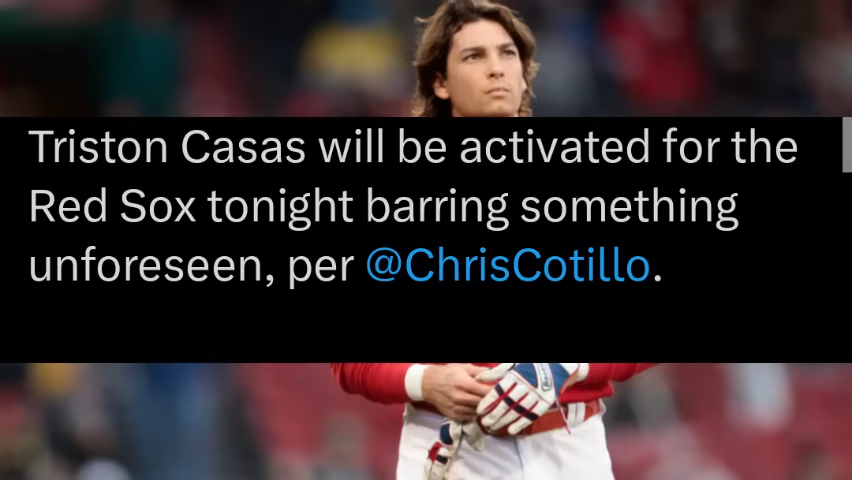 Triston Casas will be activated for the
Red Sox tonight barring something
unforeseen, per @ChrisCotillo.